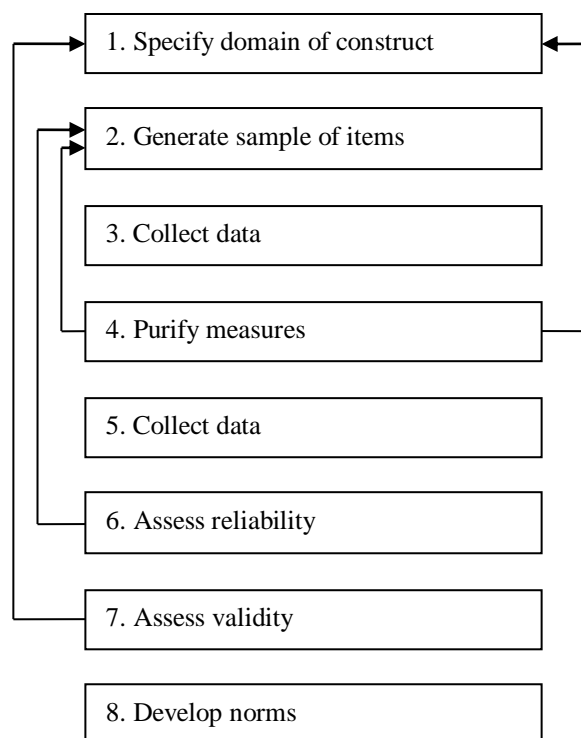 1. Specify domain of construct
2. Generate sample of items
3. Collect data
4. Purify measures
5. Collect data
6. Assess reliability
7. Assess validity
8. Develop norms